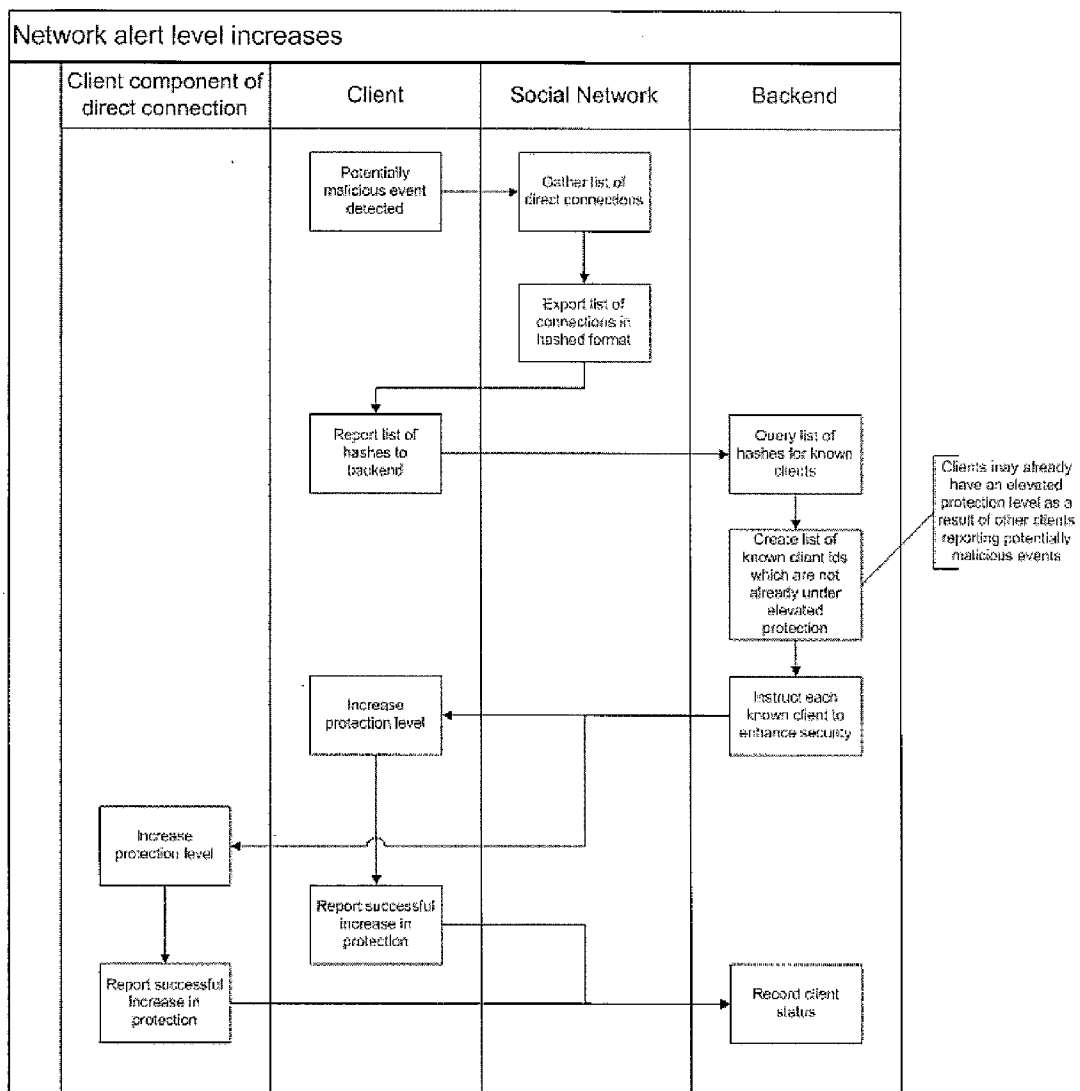 Network alert level increases
Client component of
direct connection
Client
Social Network
Backend
Potentially
malicious event
detected
Gather list of
direct connections
Export list of
connections in
hashed format
Report list of
hashes to
backend
Query list of
hashes for known
clients
Clients may already
have an elevated
protection level as a
result of other clients
reporting potentially
malicious events
Create list of
known client ids
which are not
already under
elevated
protection
Increase
protection level
Instruct each
known client to
enhance security
Increase
protection level
Report successful
increase in
protection
Report successful
Increase in
protection
Record client
status